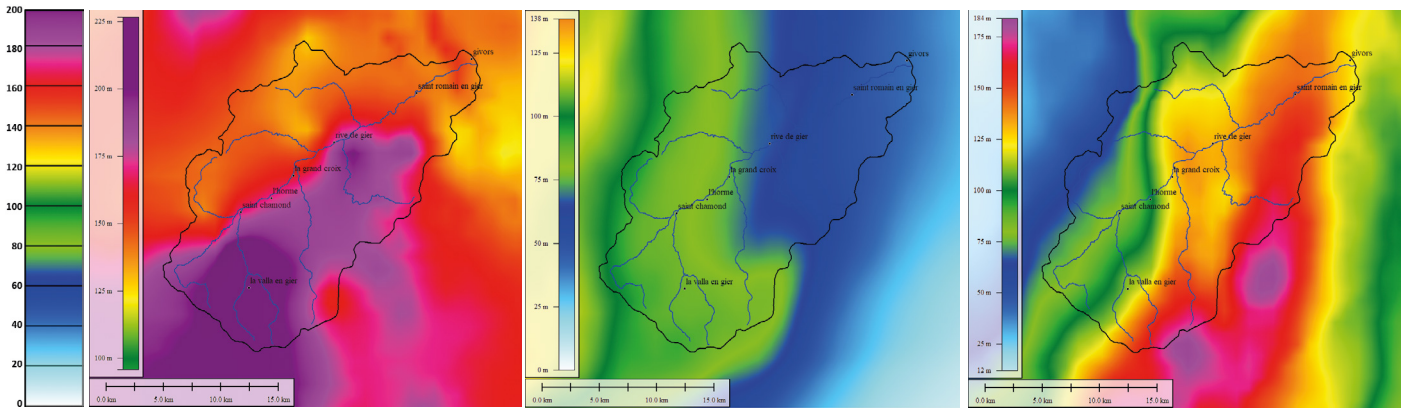 200
180
160
140
120
100
80
60
40
20
0
225 m
200 m
175 m
150 m
125 m
100 m
givors
saint romain en gier
rive de gier
la grand croix
l'horme
saint chamond
la valla en gier
0.0 km
5.0 km
10.0 km
15.0 km
138 m
125 m
100 m
75 m
50 m
25 m
0 m
givors
saint romain en gier
rive de gier
la grand croix
l'horme
saint chamond
la valla en gier
0.0 km
5.0 km
10.0 km
15.0 km
184 m
175 m
150 m
125 m
100 m
75 m
50 m
25 m
12 m
givors
saint romain en gier
rive de gier
la grand croix
l'horme
saint chamond
la valla en gier
0.0 km
5.0 km
10.0 km
15.0 km